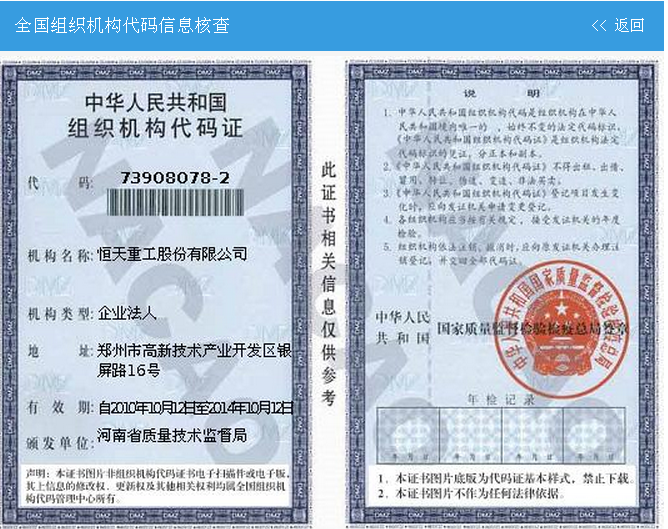 全国组织机构代码信息核查
<< 返回
中华人民共和国
组织机构代码证
代 码: 73908078-2
机构名称: 恒天重工股份有限公司
机构类型: 企业法人
地 址: 郑州市高新技术产业开发区银
屏路16号
有 效 期: 自2010年10月12日至2014年10月12日
颁发单位: 河南省质量技术监督局
声明：本证书图片非组织机构代码证书电子扫描件或电子版，
其上信息的修改权、更新权及其他相关权利均属全国组织机
构代码管理中心所有。
此证书相关信息仅供参考
说 明
1. 中华人民共和国组织机构代码是组织机构在中华人
民共和国境内唯一的、始终不变的法定代码标识，
《中华人民共和国组织机构代码证》是组织机构法定
代码标识的凭证，分正本和副本。
2.《中华人民共和国组织机构代码证》不得出租、出借、
冒用、转让、伪造、变造、非法买卖。
3.《中华人民共和国组织机构代码证》登记项目发生变
化时，应向发证机关申请变更登记。
4. 各组织机构应当按有关规定，接受发证机关的年度
检验。
5. 组织机构依法注销、撤消时，应向原发证机关办理注
销登记，并交回全部代码证。
中华人民
共和国
国家质量监督检验检疫总局签章
中华人民共和国国家质量监督检验检疫总局
年检记录
年 月 日
年 月 日
年 月 日
年 月 日
1．本证书图片底版为代码证基本样式，禁止下载。
2．本证书图片不作为任何法律依据。